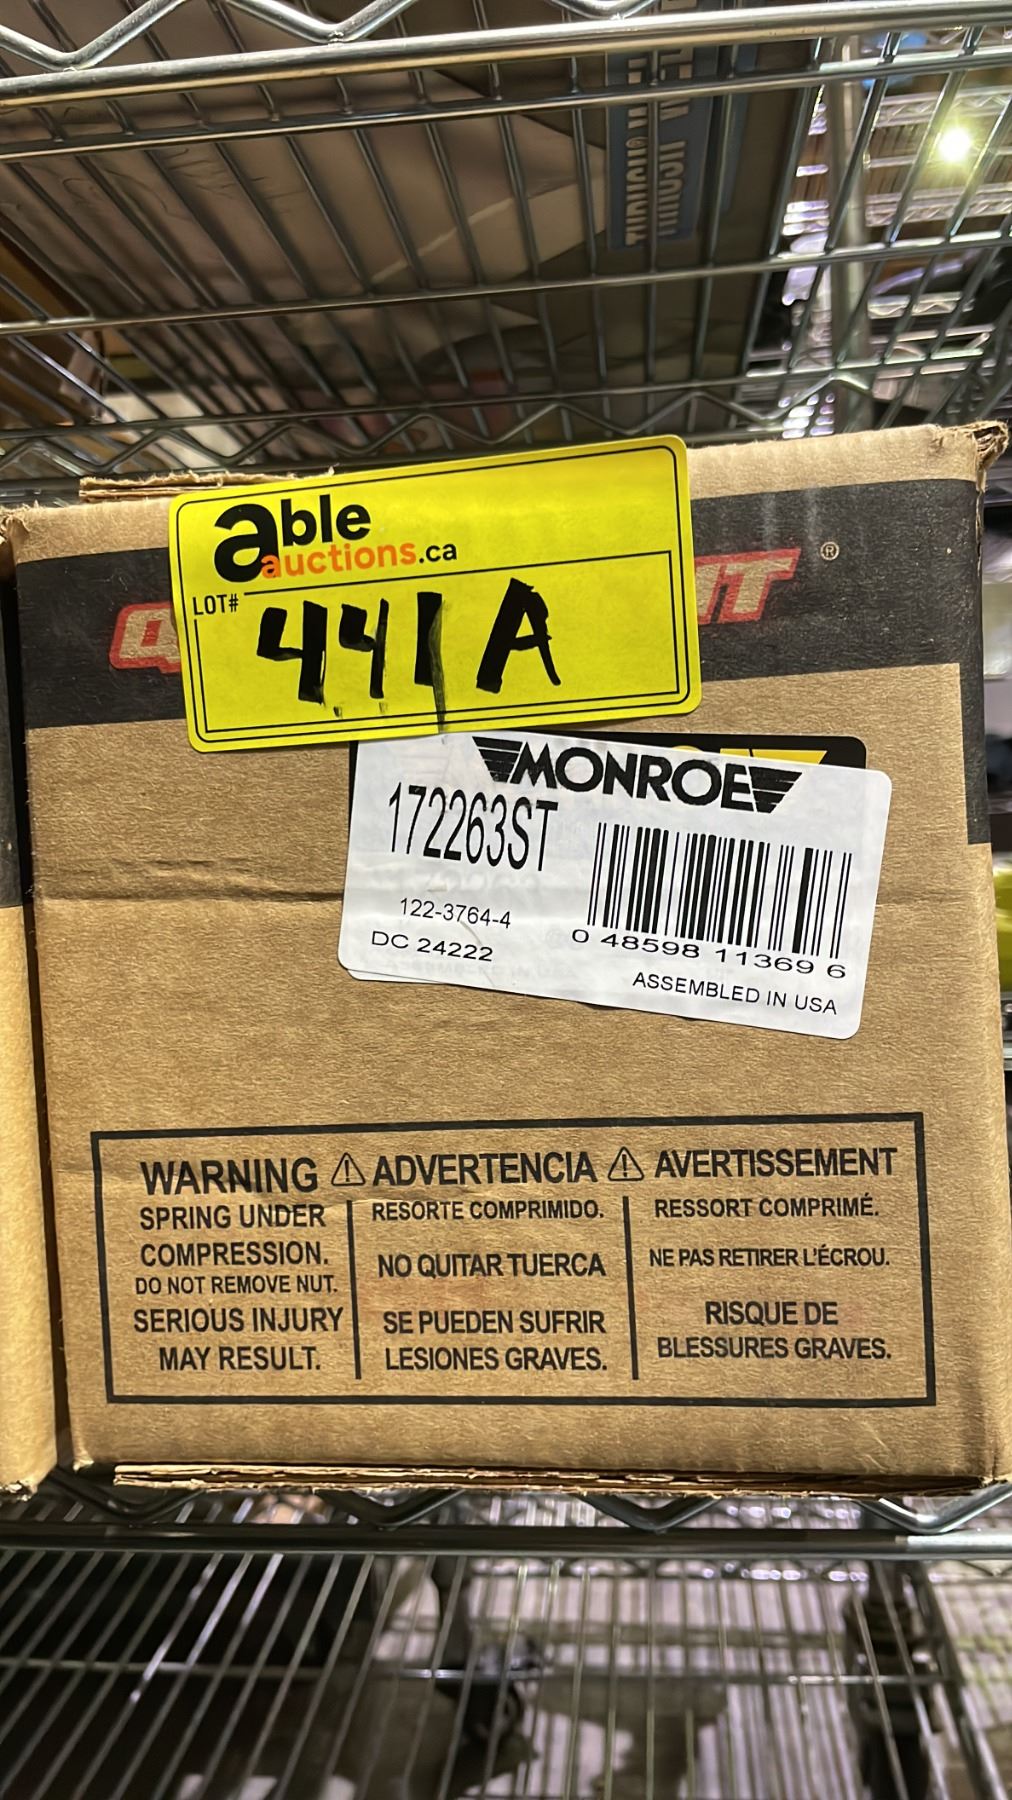 able
auctions.ca
LOT#
441A
®
MONROE
172263ST
122-3764-4
DC 24222
0 48598 11369 6
ASSEMBLED IN USA
WARNING ⚠ ADVERTENCIA ⚠ AVERTISSEMENT
SPRING UNDER
COMPRESSION.
DO NOT REMOVE NUT.
SERIOUS INJURY
MAY RESULT.
RESORTE COMPRIMIDO.
NO QUITAR TUERCA
SE PUEDEN SUFRIR
LESIONES GRAVES.
RESSORT COMPRIMÉ.
NE PAS RETIRER L'ÉCROU.
RISQUE DE
BLESSURES GRAVES.